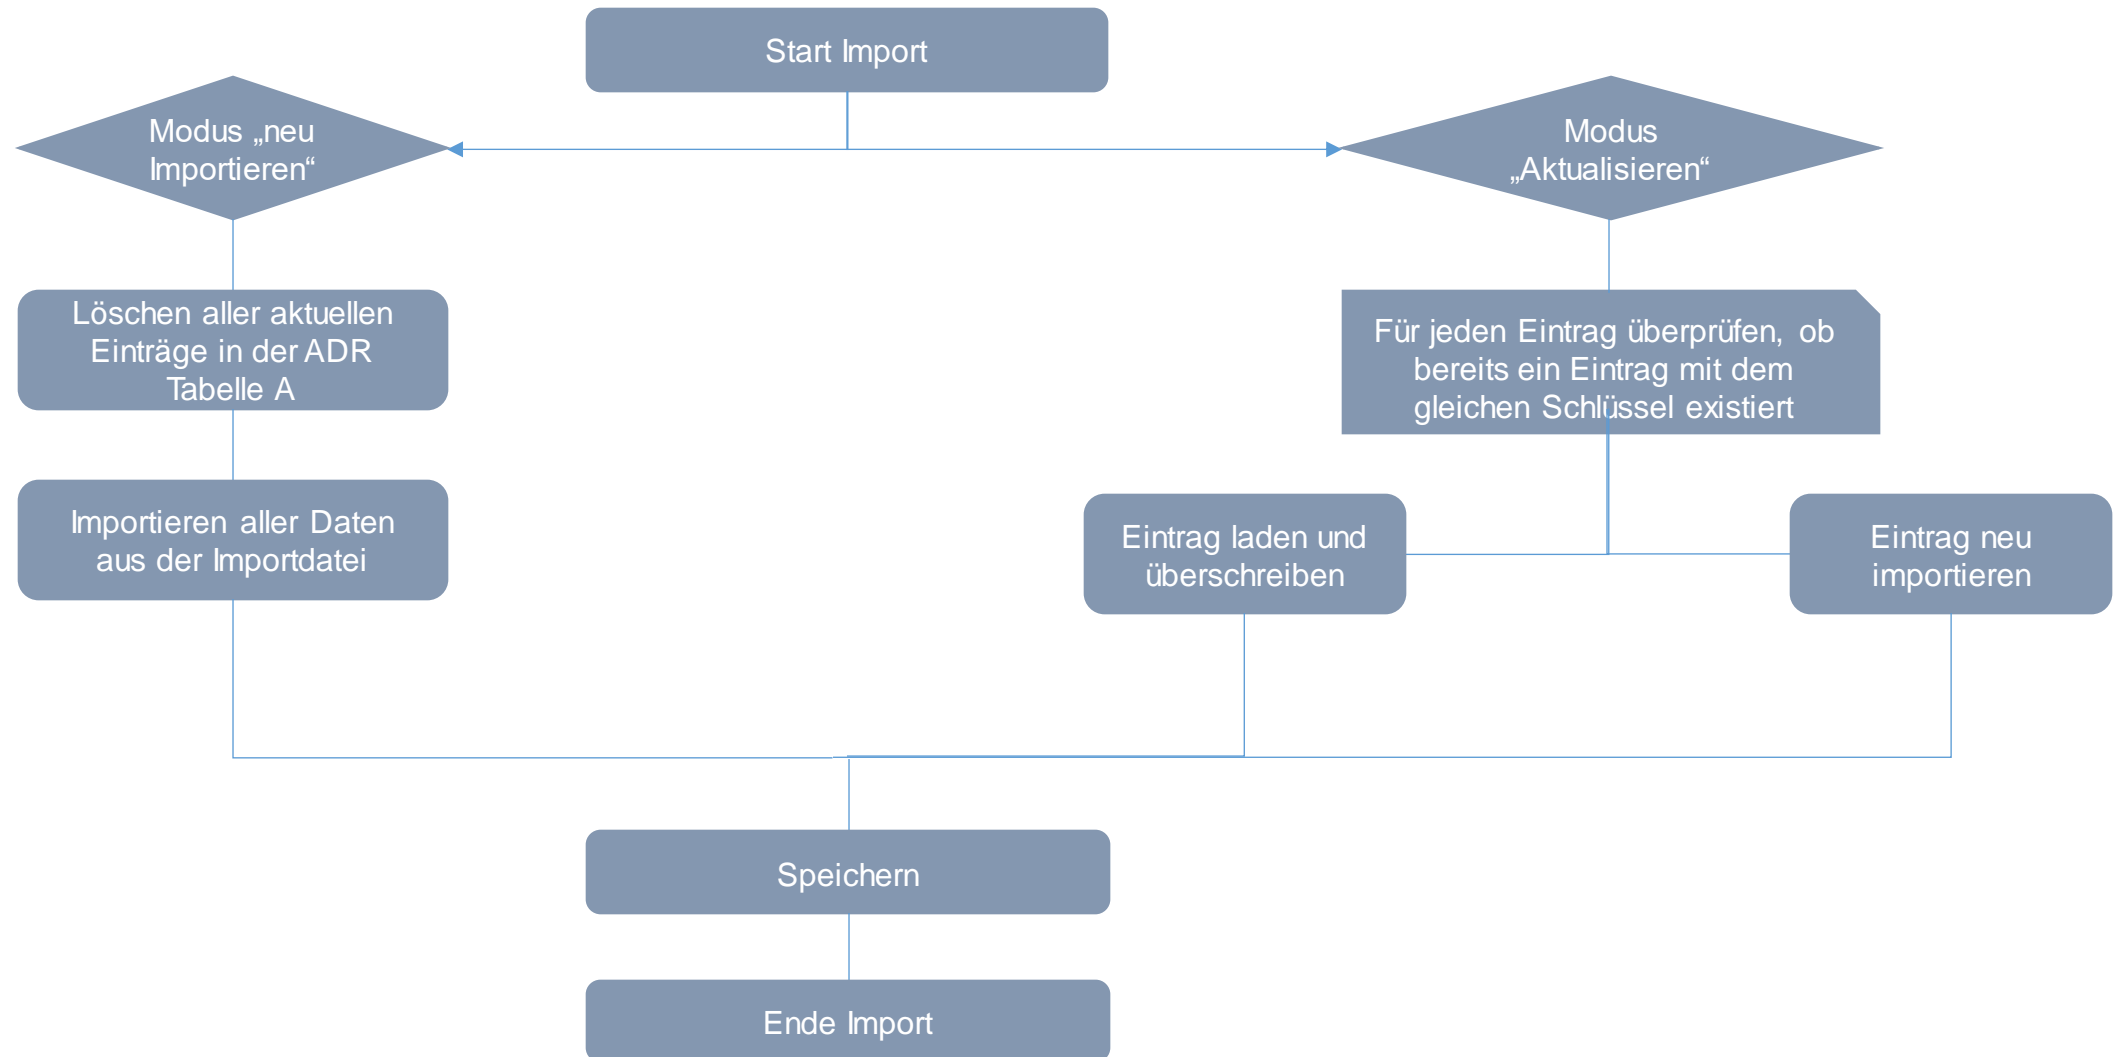 Start Import
Modus „neu
Importieren“
Modus
„Aktualisieren“
Löschen aller aktuellen
Einträge in der ADR
Tabelle A
Für jeden Eintrag überprüfen, ob
bereits ein Eintrag mit dem
gleichen Schlüssel existiert
Importieren aller Daten
aus der Importdatei
Eintrag laden und
überschreiben
Eintrag neu
importieren
Speichern
Ende Import